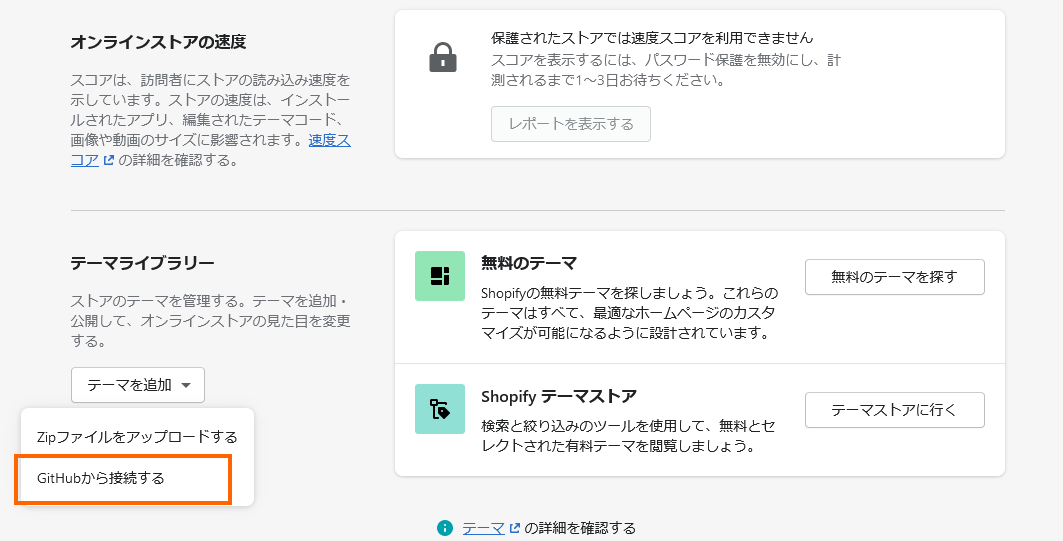 オンラインストアの速度
スコアは、訪問者にストアの読み込み速度を
示しています。ストアの速度は、インストー
ルされたアプリ、編集されたテーマコード、
画像や動画のサイズに影響されます。速度ス
コア の詳細を確認する。
保護されたストアでは速度スコアを利用できません
スコアを表示するには、パスワード保護を無効にし、計
測されるまで1～3日お待ちください。
レポートを表示する
テーマライブラリー
ストアのテーマを管理する。テーマを追加・
公開して、オンラインストアの見た目を変更
する。
テーマを追加
Zipファイルをアップロードする
GitHubから接続する
無料のテーマ
Shopifyの無料テーマを探しましょう。これらの
テーマはすべて、最適なホームページのカスタ
マイズが可能になるように設計されています。
無料のテーマを探す
Shopify テーマストア
検索と絞り込みのツールを使用して、無料とセ
レクトされた有料テーマを閲覧しましょう。
テーマストアに行く
テーマ の詳細を確認する